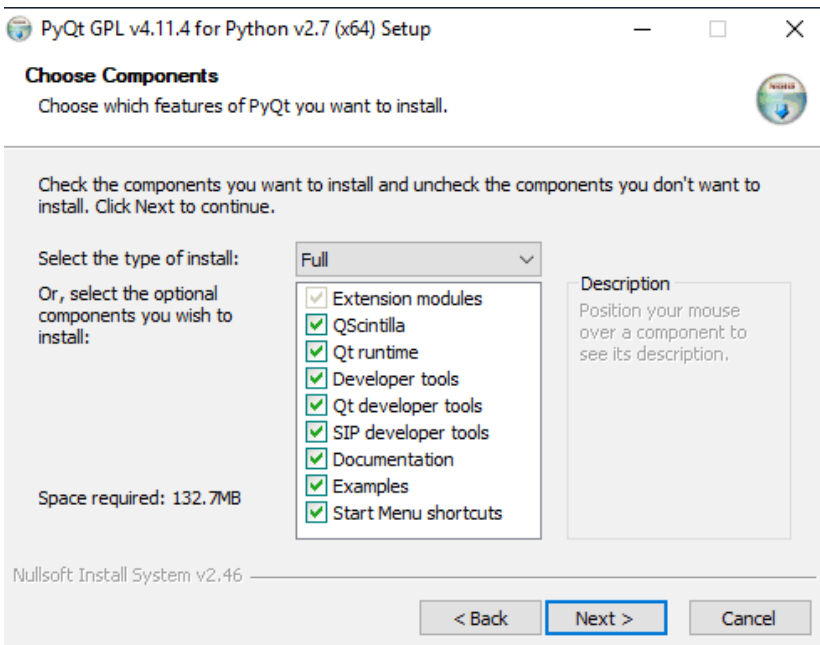 PyQt GPL v4.11.4 for Python v2.7 (x64) Setup
Choose Components
Choose which features of PyQt you want to install.
Check the components you want to install and uncheck the components you don't want to
install. Click Next to continue.
Select the type of install:
Full
Or, select the optional
components you wish to
install:
Extension modules
QScintilla
Qt runtime
Developer tools
Qt developer tools
SIP developer tools
Documentation
Examples
Start Menu shortcuts
Description
Position your mouse
over a component to
see its description.
Space required: 132.7MB
Nullsoft Install System v2.46
< Back
Next >
Cancel